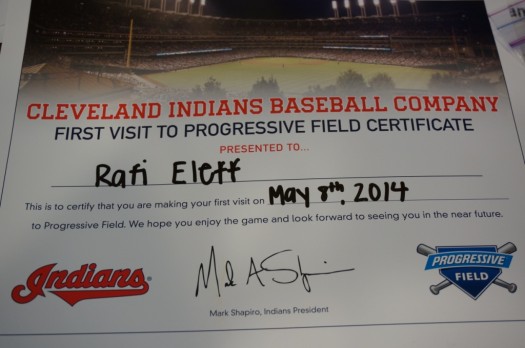 CLEVELAND INDIANS BASEBALL COMPANY
FIRST VISIT TO PROGRESSIVE FIELD CERTIFICATE
PRESENTED TO...
Rafi Eleff
This is to certify that you are making your first visit on May 8th, 2014
to Progressive Field. We hope you enjoy the game and look forward to seeing you in the near future.
Indians
PROGRESSIVE
FIELD
Mark Shapiro, Indians President